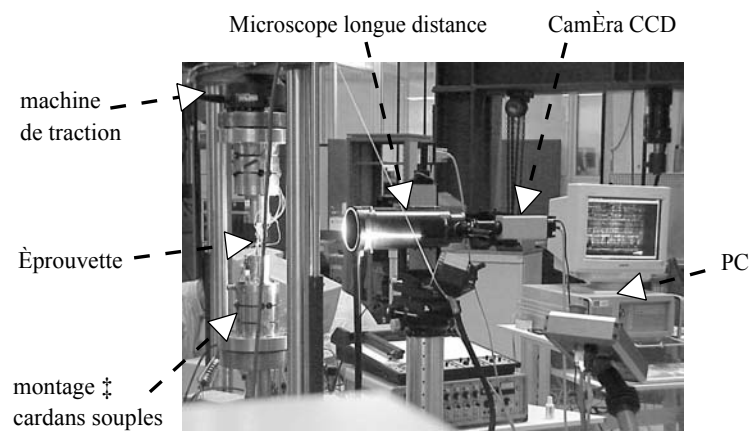 Microscope longue distance
CamÈra CCD
machine
de traction
Èprouvette
PC
montage ‡
cardans souples